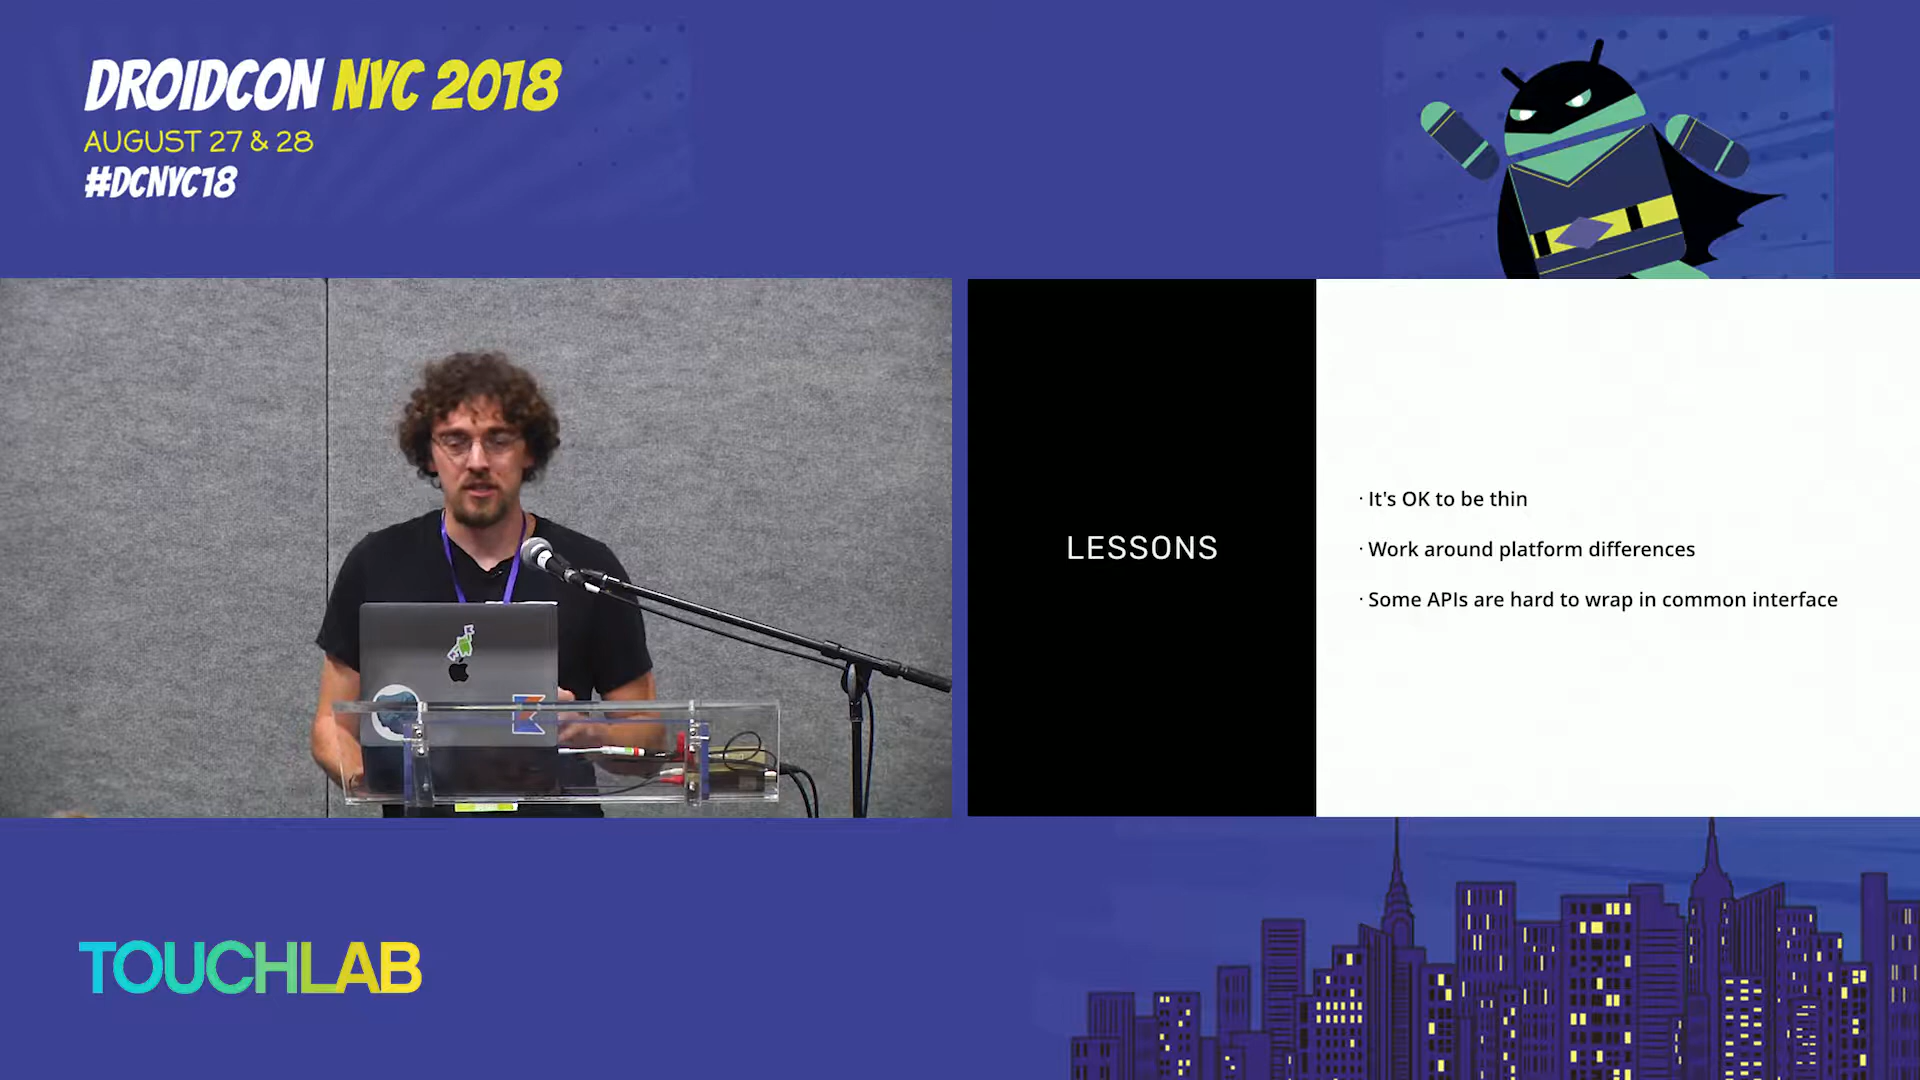 DROIDCON NYC 2018
AUGUST 27 & 28
#DCNYC18
LESSONS
· It's OK to be thin
· Work around platform differences
· Some APIs are hard to wrap in common interface
TOUCHLAB